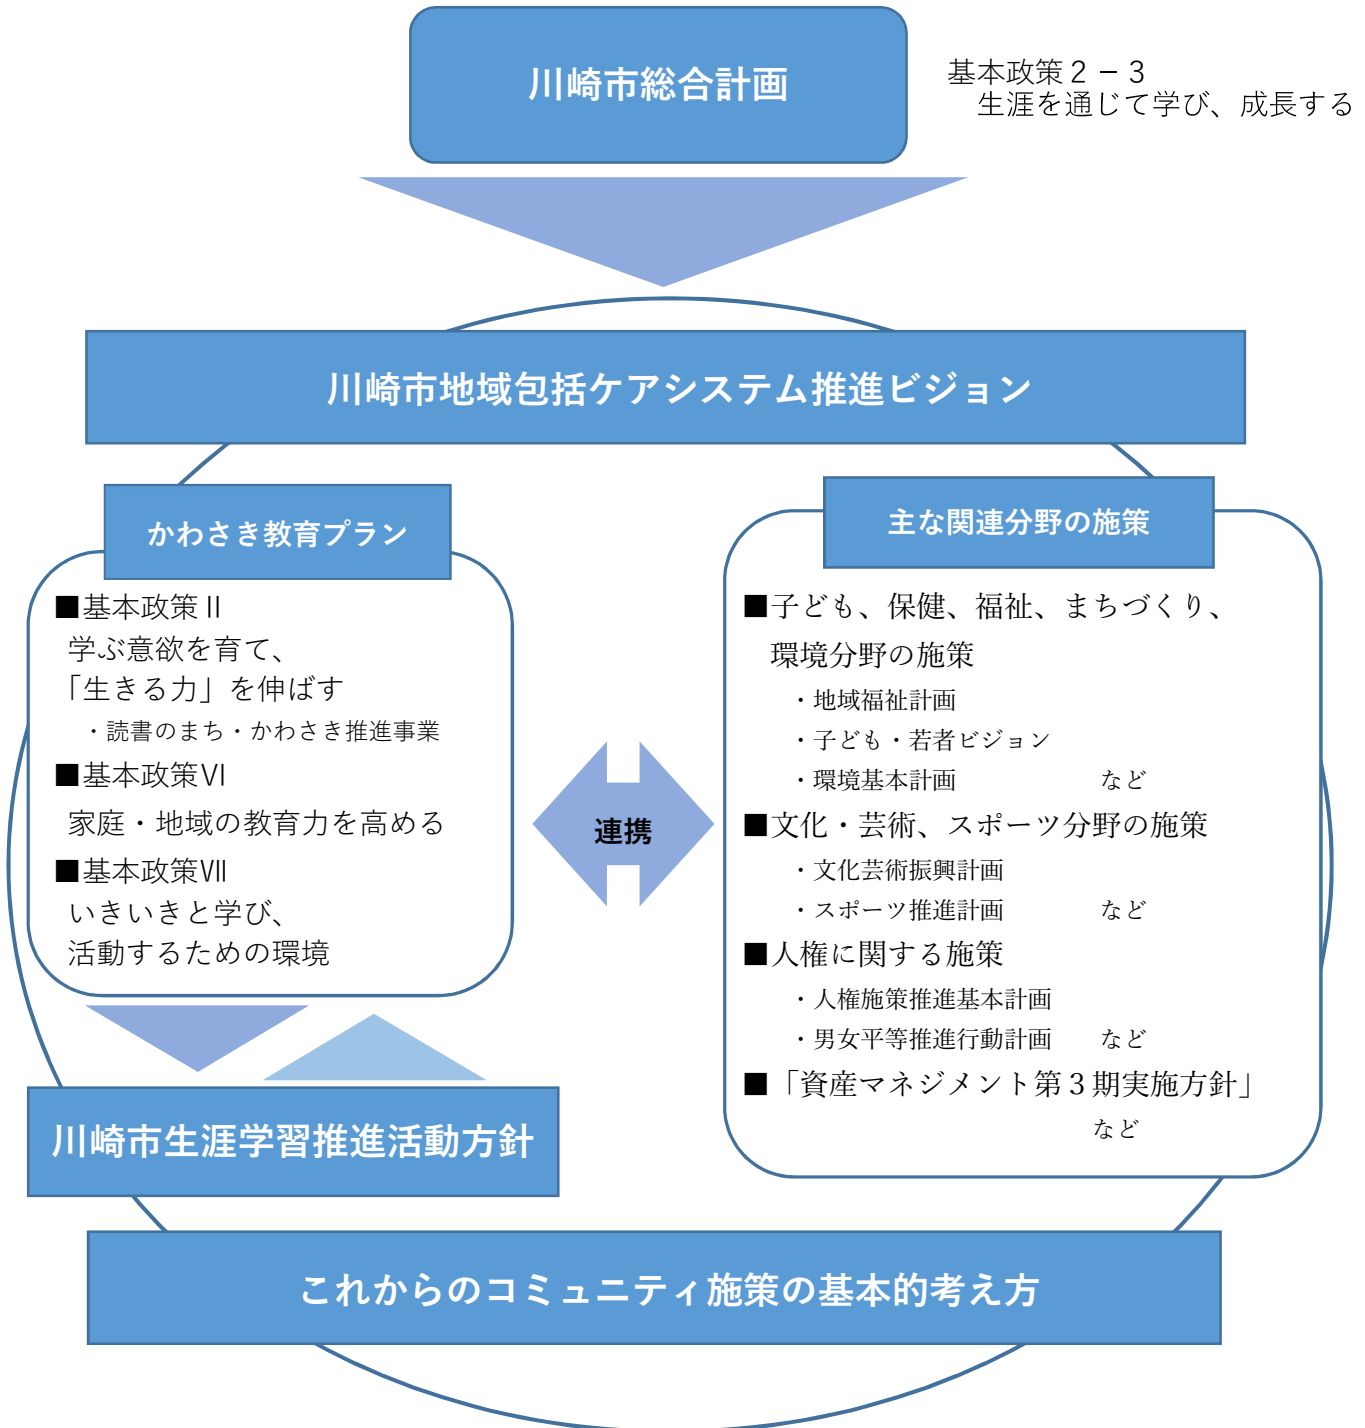 川崎市総合計画
基本政策２－３
生涯を通じて学び、成長する
川崎市地域包括ケアシステム推進ビジョン
かわさき教育プラン
■基本政策Ⅱ
学ぶ意欲を育て、
「生きる力」を伸ばす
・読書のまち・かわさき推進事業
■基本政策Ⅵ
家庭・地域の教育力を高める
■基本政策Ⅶ
いきいきと学び、
活動するための環境
連携
主な関連分野の施策
■子ども、保健、福祉、まちづくり、
環境分野の施策
・地域福祉計画
・子ども・若者ビジョン
・環境基本計画　　　　　　など
■文化・芸術、スポーツ分野の施策
・文化芸術振興計画
・スポーツ推進計画　　　　など
■人権に関する施策
・人権施策推進基本計画
・男女平等推進行動計画　　など
■「資産マネジメント第３期実施方針」
など
川崎市生涯学習推進活動方針
これからのコミュニティ施策の基本的考え方